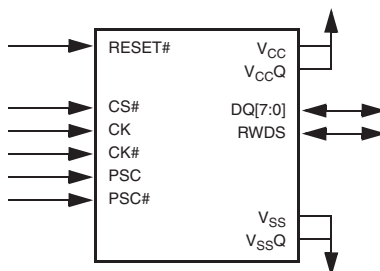 RESET#
CS#
CK
CK#
PSC
PSC#
VCC
VCCQ
DQ[7:0]
RWDS
VSS
VSSQ